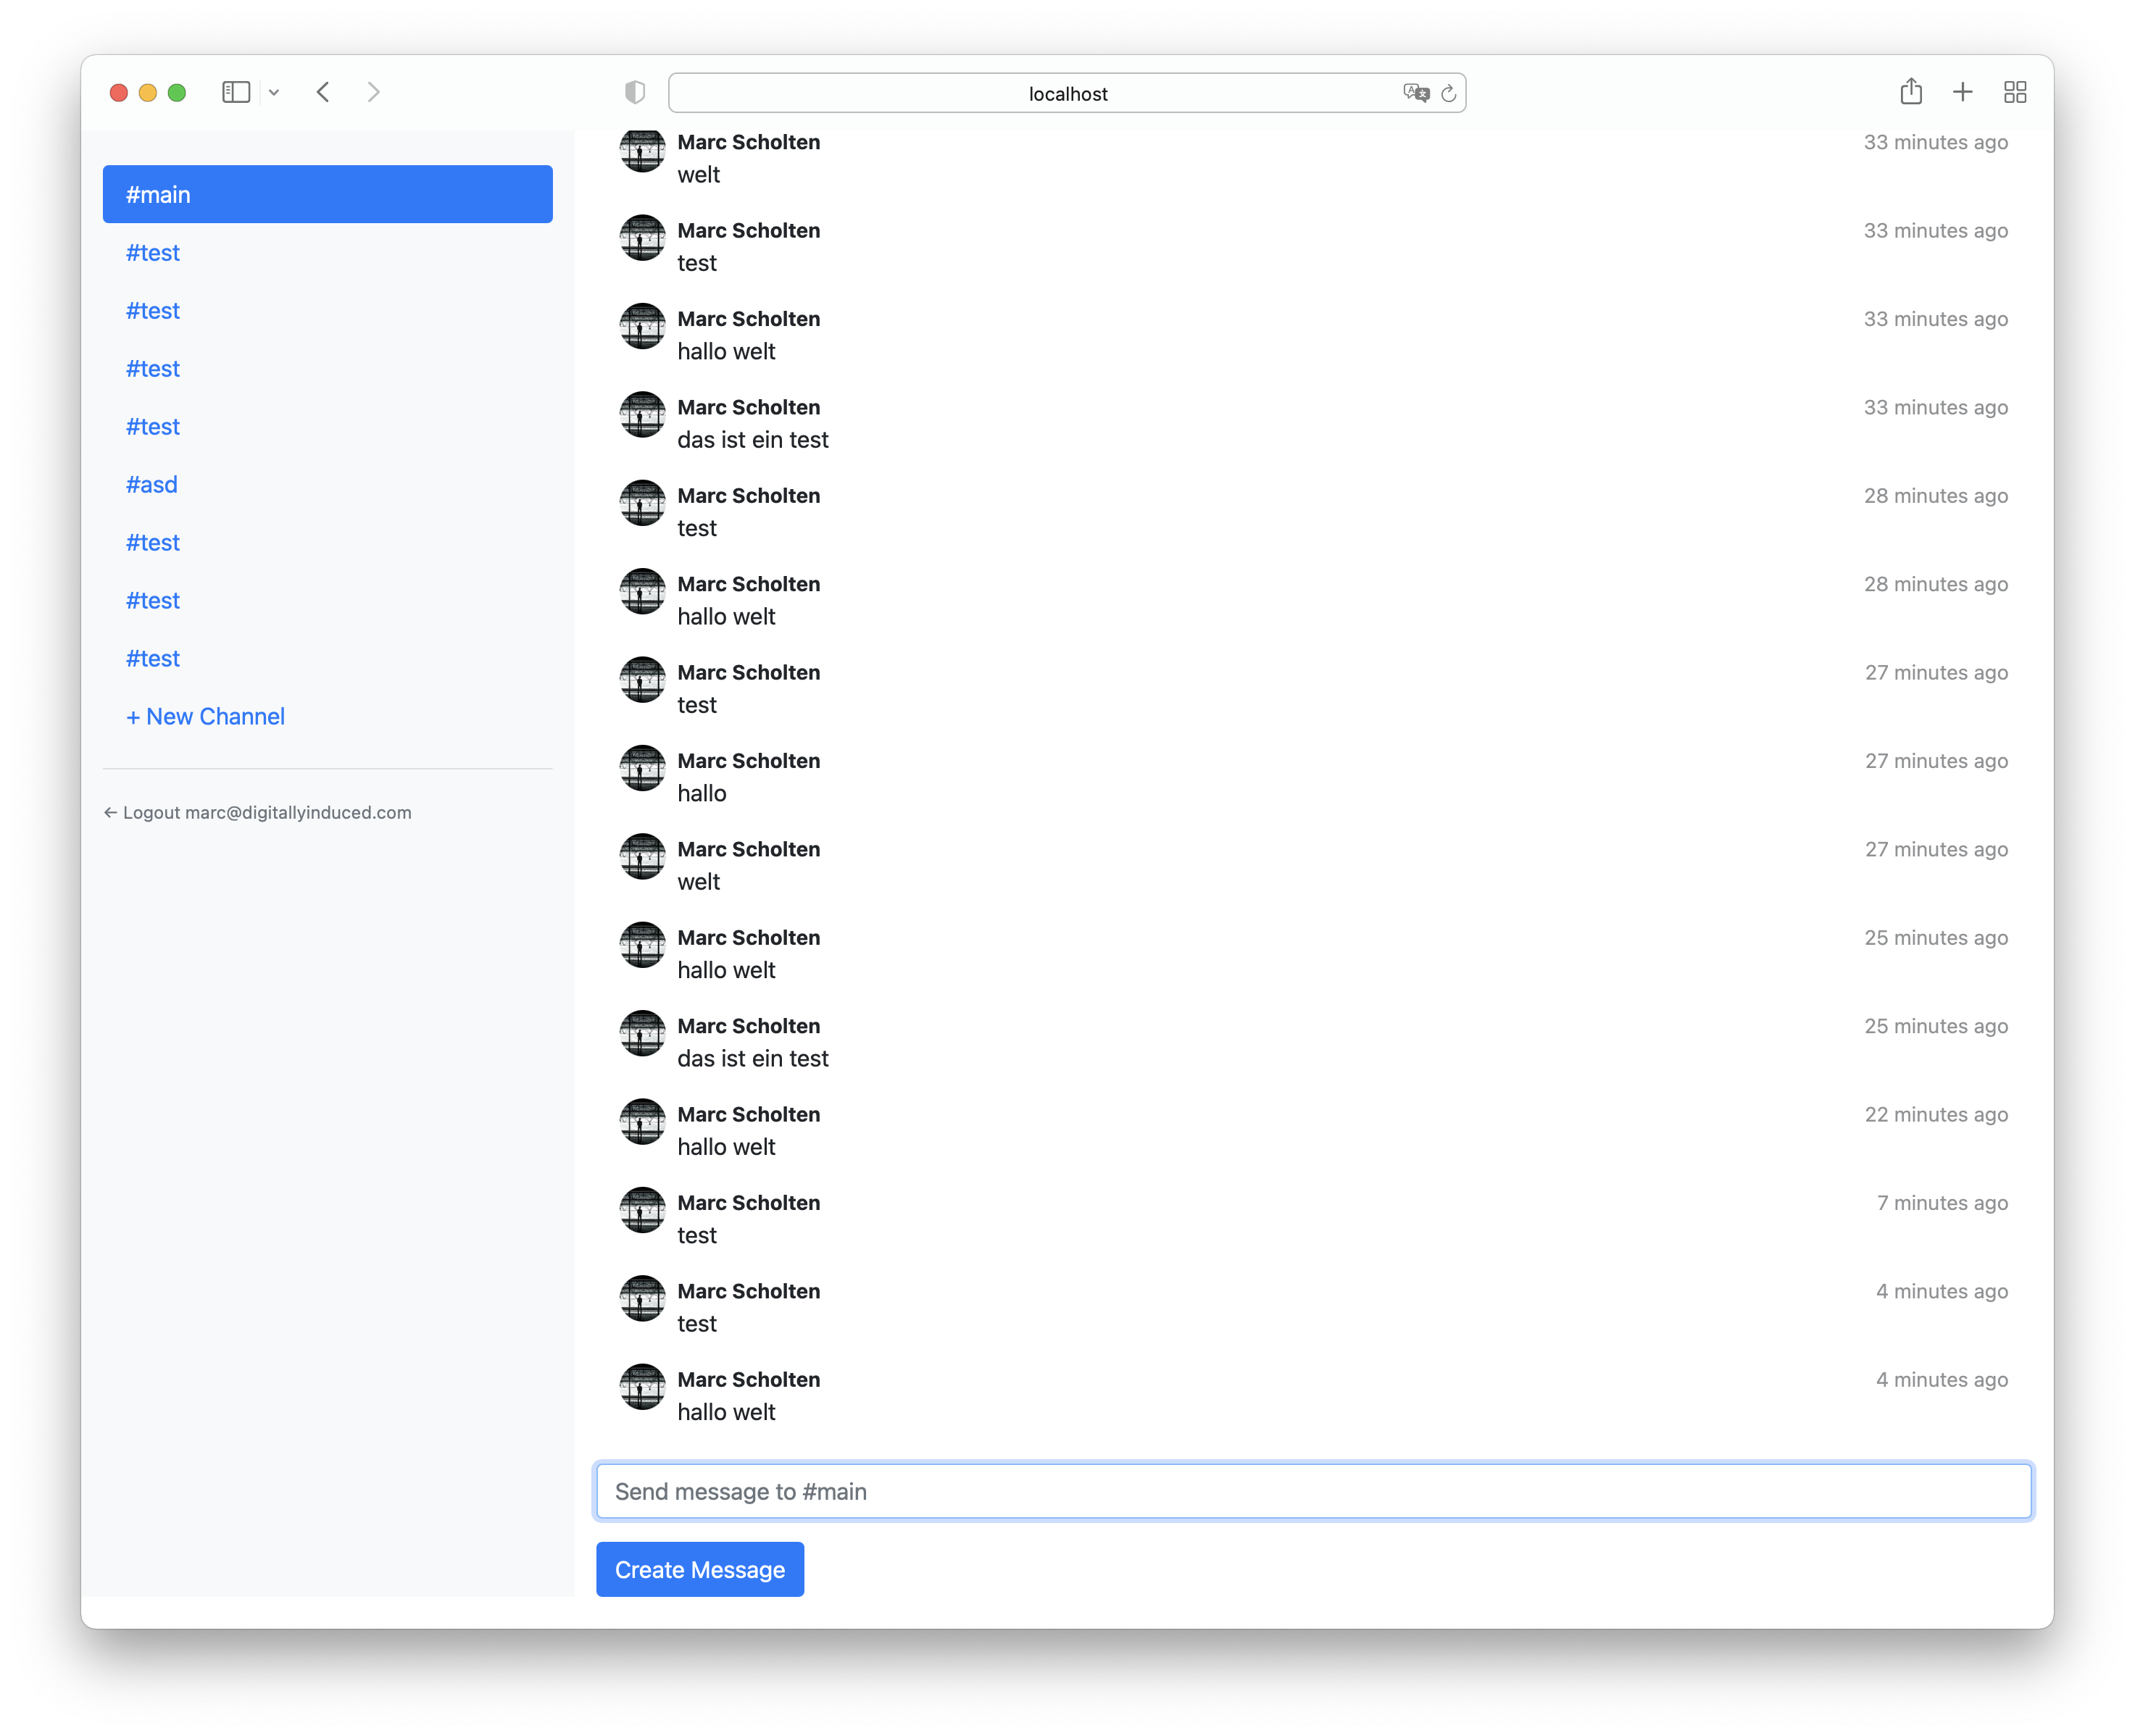 localhost
#main
#test
#test
#test
#test
#asd
#test
#test
#test
+ New Channel
← Logout marc@digitallyinduced.com
Marc Scholten 33 minutes ago
welt
Marc Scholten 33 minutes ago
test
Marc Scholten 33 minutes ago
hallo welt
Marc Scholten 33 minutes ago
das ist ein test
Marc Scholten 28 minutes ago
test
Marc Scholten 28 minutes ago
hallo welt
Marc Scholten 27 minutes ago
test
Marc Scholten 27 minutes ago
hallo
Marc Scholten 27 minutes ago
welt
Marc Scholten 25 minutes ago
hallo welt
Marc Scholten 25 minutes ago
das ist ein test
Marc Scholten 22 minutes ago
hallo welt
Marc Scholten 7 minutes ago
test
Marc Scholten 4 minutes ago
test
Marc Scholten 4 minutes ago
hallo welt
Send message to #main
Create Message